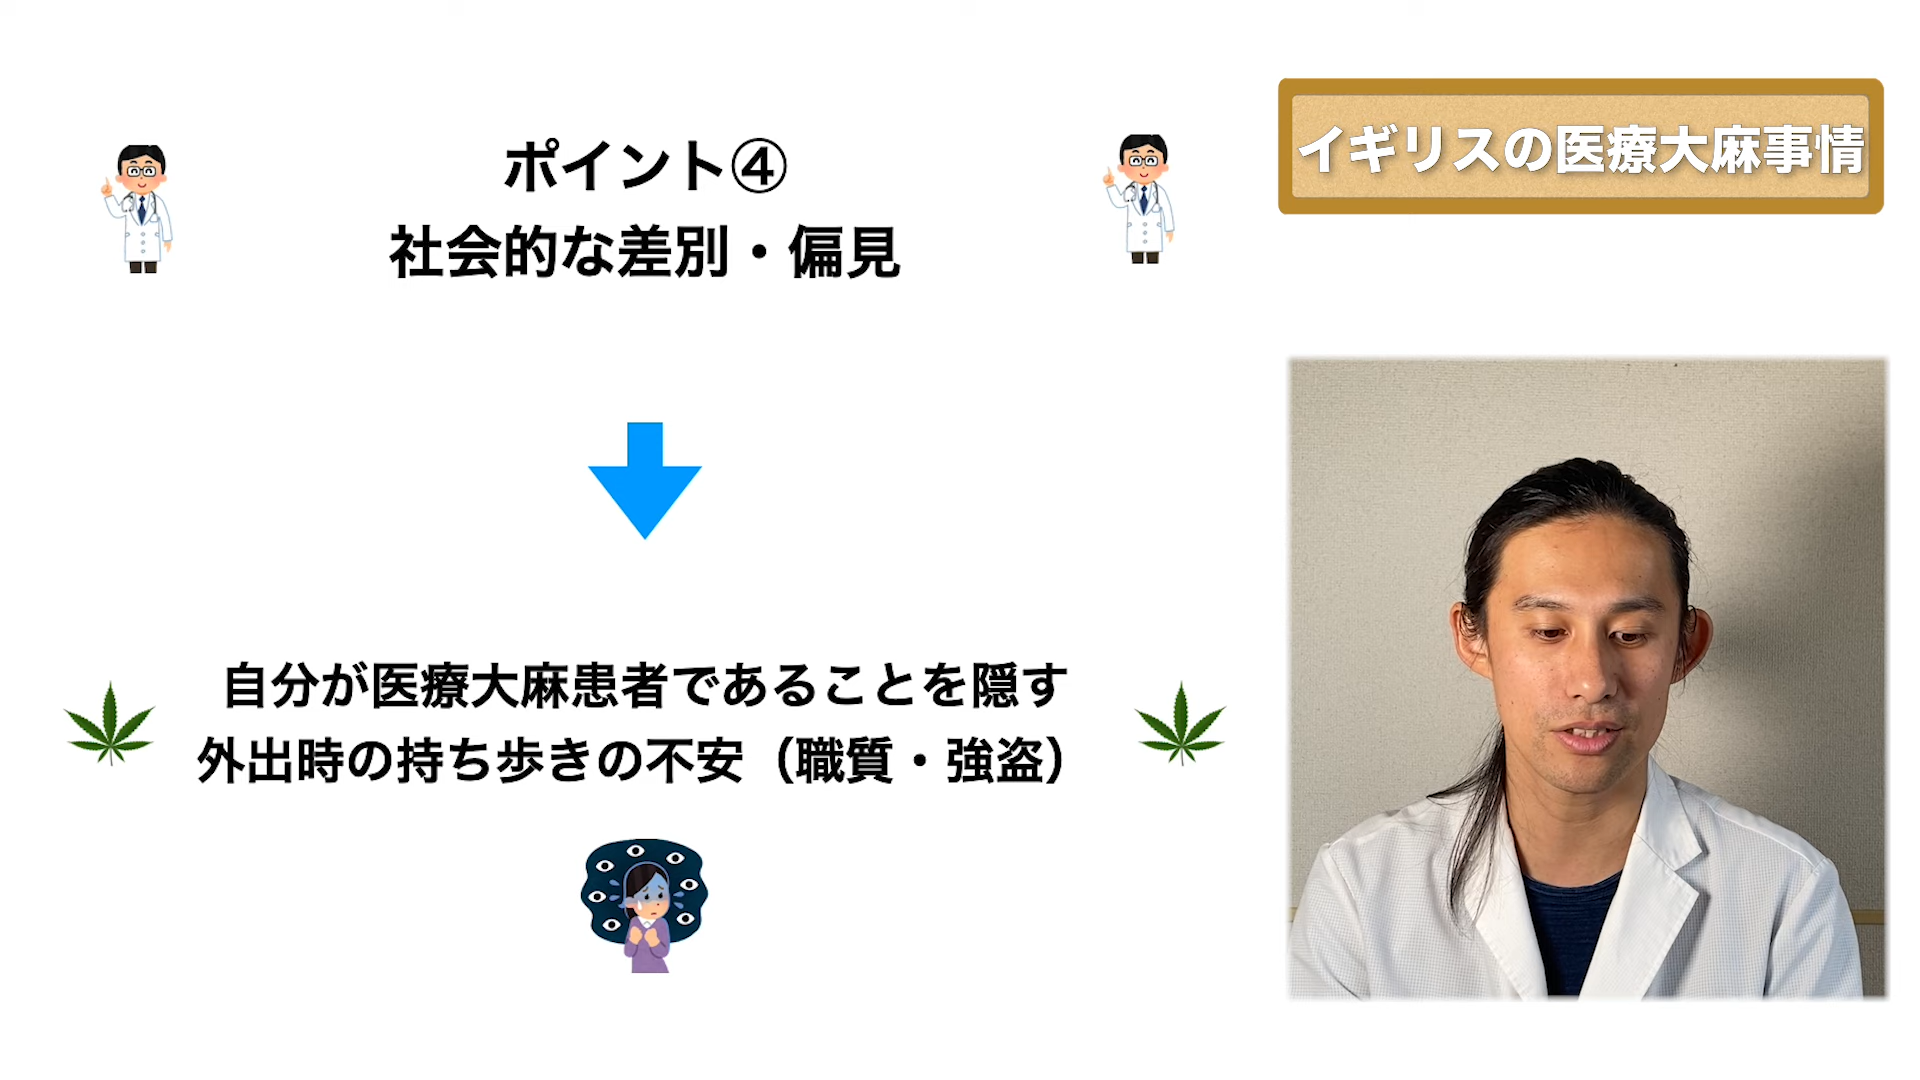 ポイント④
社会的な差別・偏見
イギリスの医療大麻事情
自分が医療大麻患者であることを隠す
外出時の持ち歩きの不安（職質・強盗）